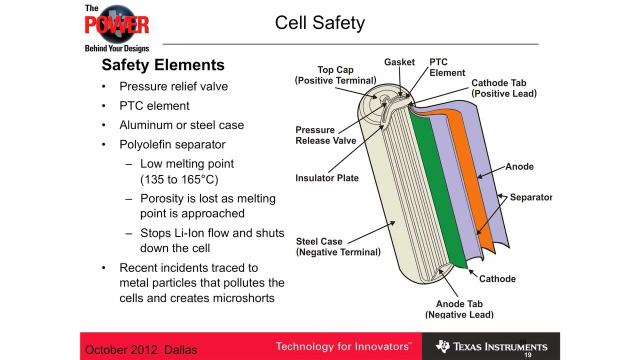 The
POWER
Behind Your Designs
Cell Safety
Safety Elements
• Pressure relief valve
• PTC element
• Aluminum or steel case
• Polyolefin separator
– Low melting point
(135 to 165°C)
– Porosity is lost as melting
point is approached
– Stops Li-Ion flow and shuts
down the cell
• Recent incidents traced to
metal particles that pollutes the
cells and creates microshorts
Top Cap
(Positive Terminal)
Gasket
PTC
Element
Cathode Tab
(Positive Lead)
Pressure
Release Valve
Insulator Plate
Anode
Separator
Steel Case
(Negative Terminal)
Cathode
Anode Tab
(Negative Lead)
October 2012 Dallas
Technology for Innovators™
TEXAS INSTRUMENTS
19